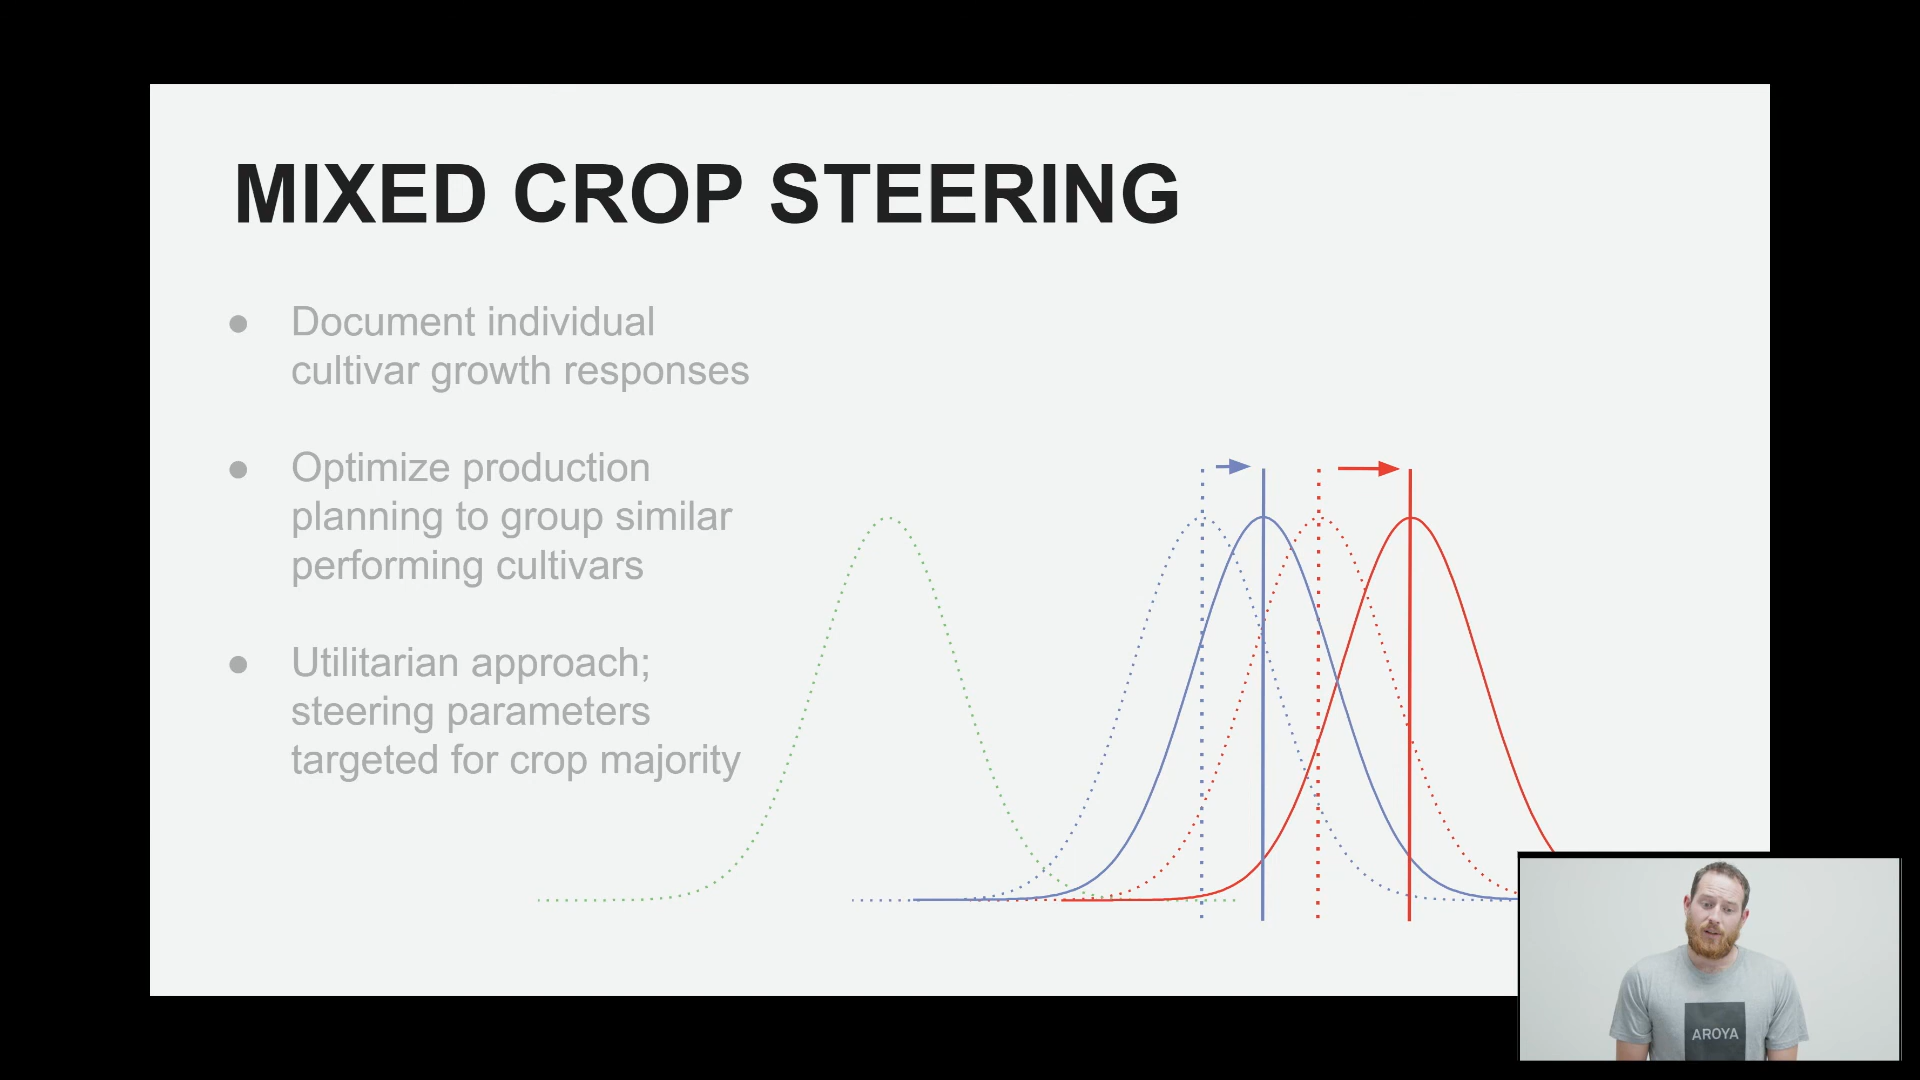 MIXED CROP STEERING
● Document individual
cultivar growth responses
● Optimize production
planning to group similar
performing cultivars
● Utilitarian approach;
steering parameters
targeted for crop majority
AROYA